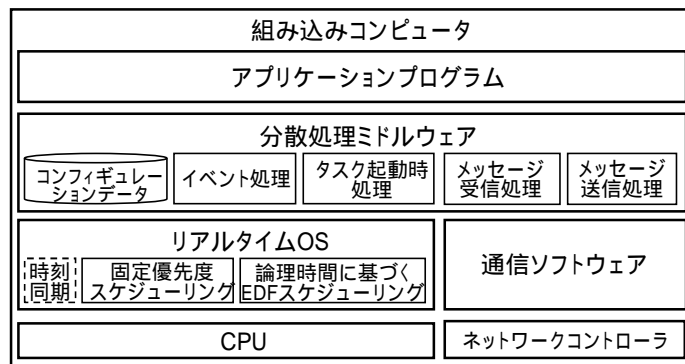 組み込みコンピュータ
アプリケーションプログラム
分散処理ミドルウェア
コンフィギュレー
ションデータ
イベント処理
タスク起動時
処理
メッセージ
受信処理
メッセージ
送信処理
リアルタイムOS
時刻
同期
固定優先度
スケジューリング
論理時間に基づく
EDFスケジューリング
通信ソフトウェア
CPU
ネットワークコントローラ